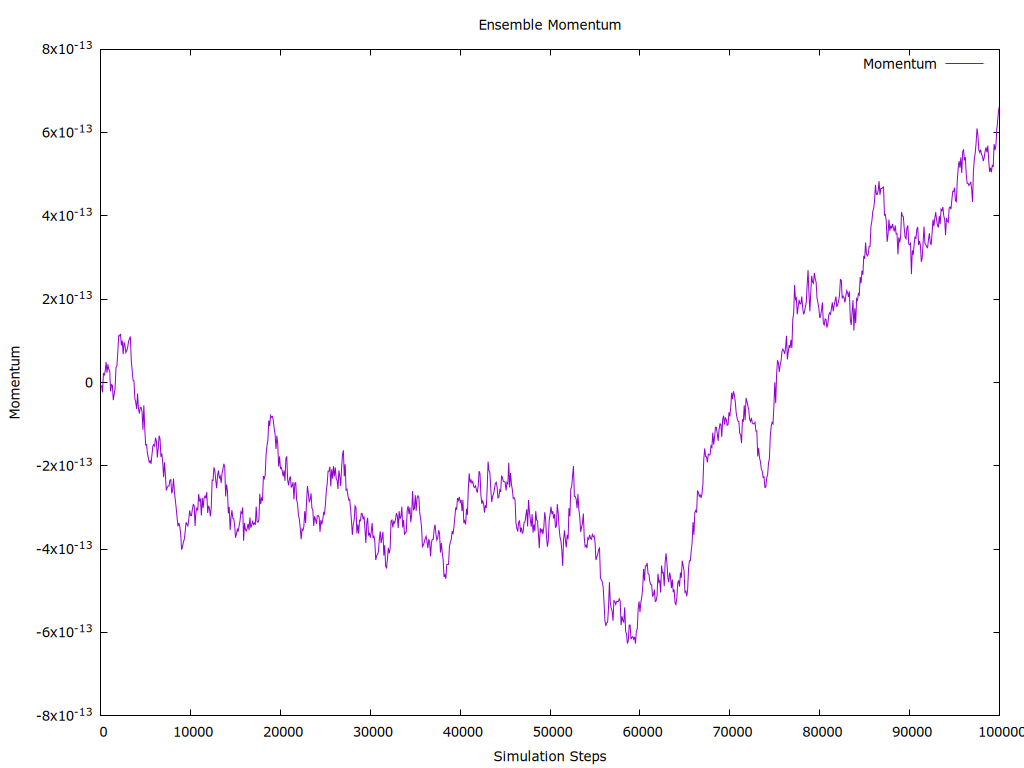 Ensemble Momentum
Momentum
8x10^-13
6x10^-13
4x10^-13
2x10^-13
0
-2x10^-13
-4x10^-13
-6x10^-13
-8x10^-13
Momentum
0 10000 20000 30000 40000 50000 60000 70000 80000 90000 100000
Simulation Steps